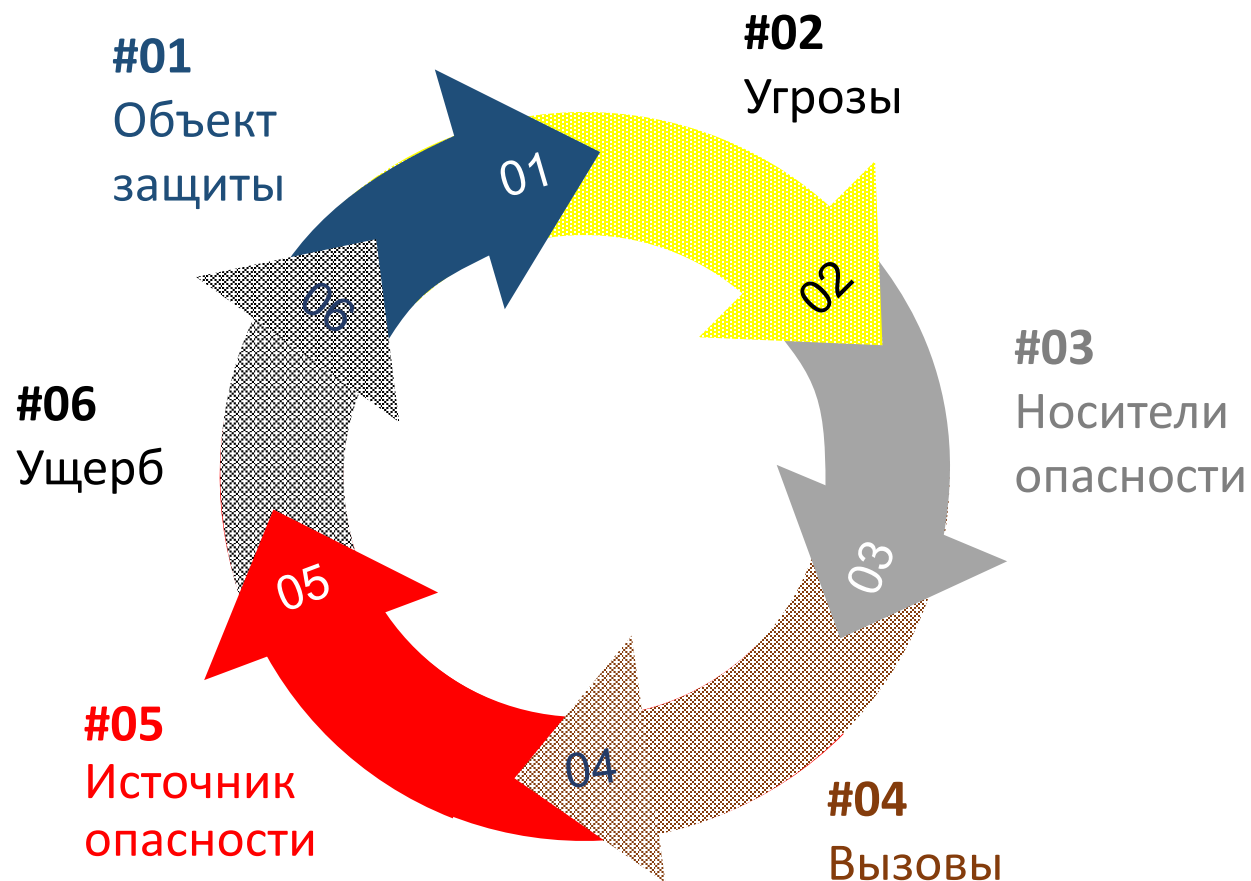 #01
Объект
защиты
01
#02
Угрозы
02
#03
Носители
опасности
03
#04
Вызовы
04
#05
Источник
опасности
05
#06
Ущерб
06